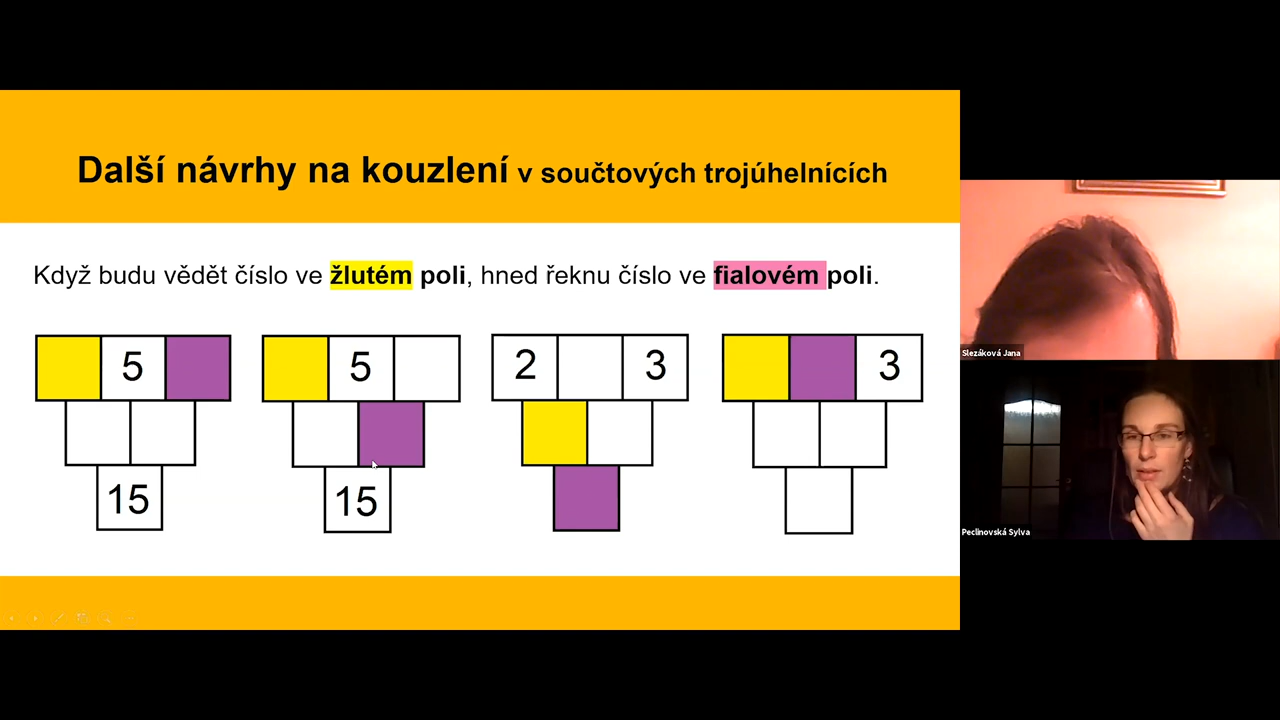 Další návrhy na kouzlení v součtových trojúhelnících
Když budu vědět číslo ve žlutém poli, hned řeknu číslo ve fialovém poli.
5
15
5
15
2 3
3
Slezáková Jana
Peclinovská Sylva